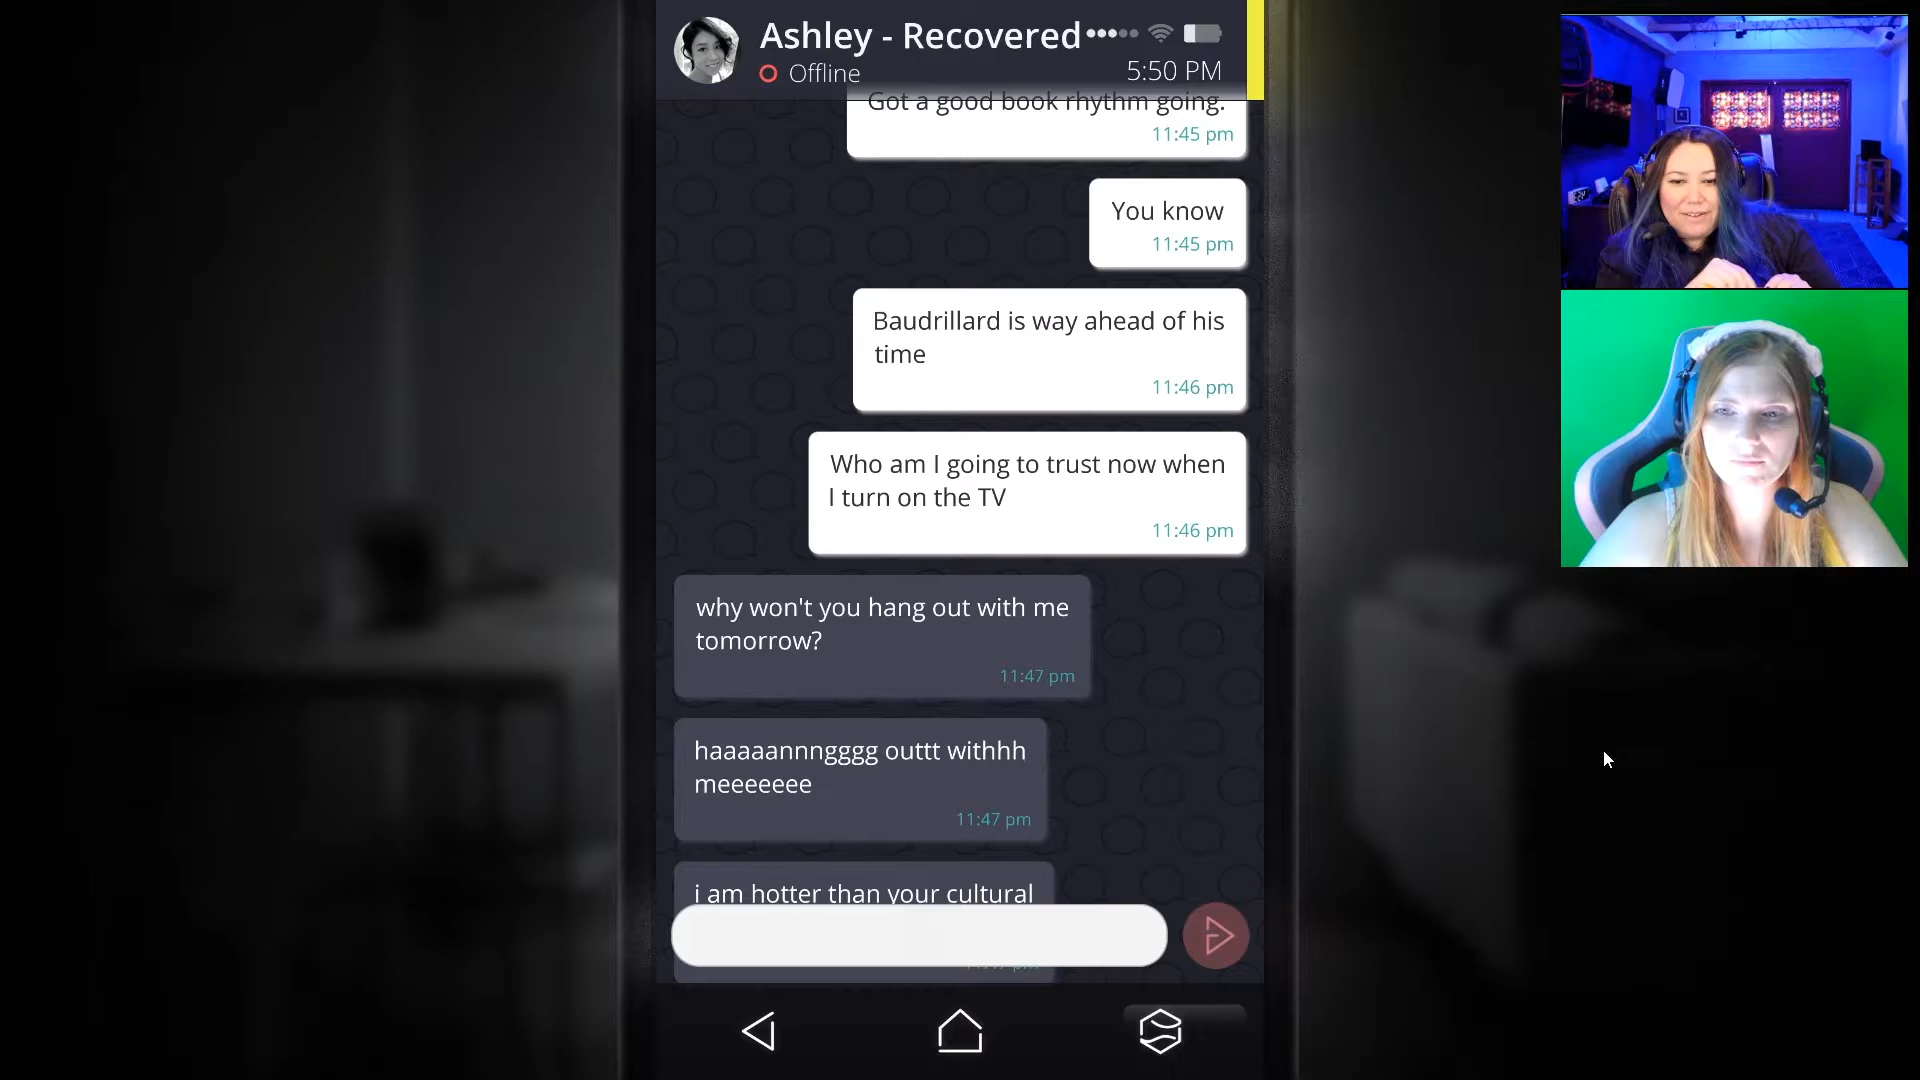 Ashley - Recovered
Offline
5:50 PM
Got a good book rhythm going.
11:45 pm
You know
11:45 pm
Baudrillard is way ahead of his
time
11:46 pm
Who am I going to trust now when
I turn on the TV
11:46 pm
why won't you hang out with me
tomorrow?
11:47 pm
haaaaannngggg outtt withhh
meeeeeee
11:47 pm
i am hotter than your cultural